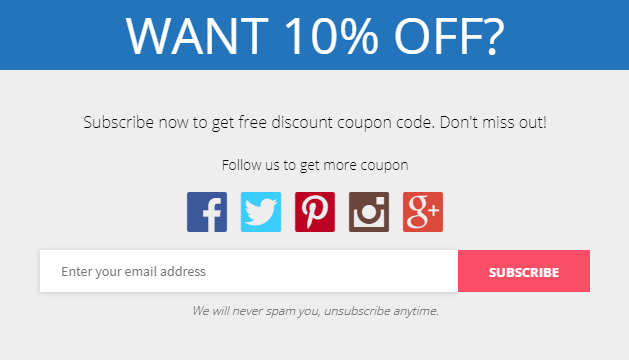 WANT 10% OFF?
Subscribe now to get free discount coupon code. Don't miss out!
Follow us to get more coupon
Enter your email address
SUBSCRIBE
We will never spam you, unsubscribe anytime.